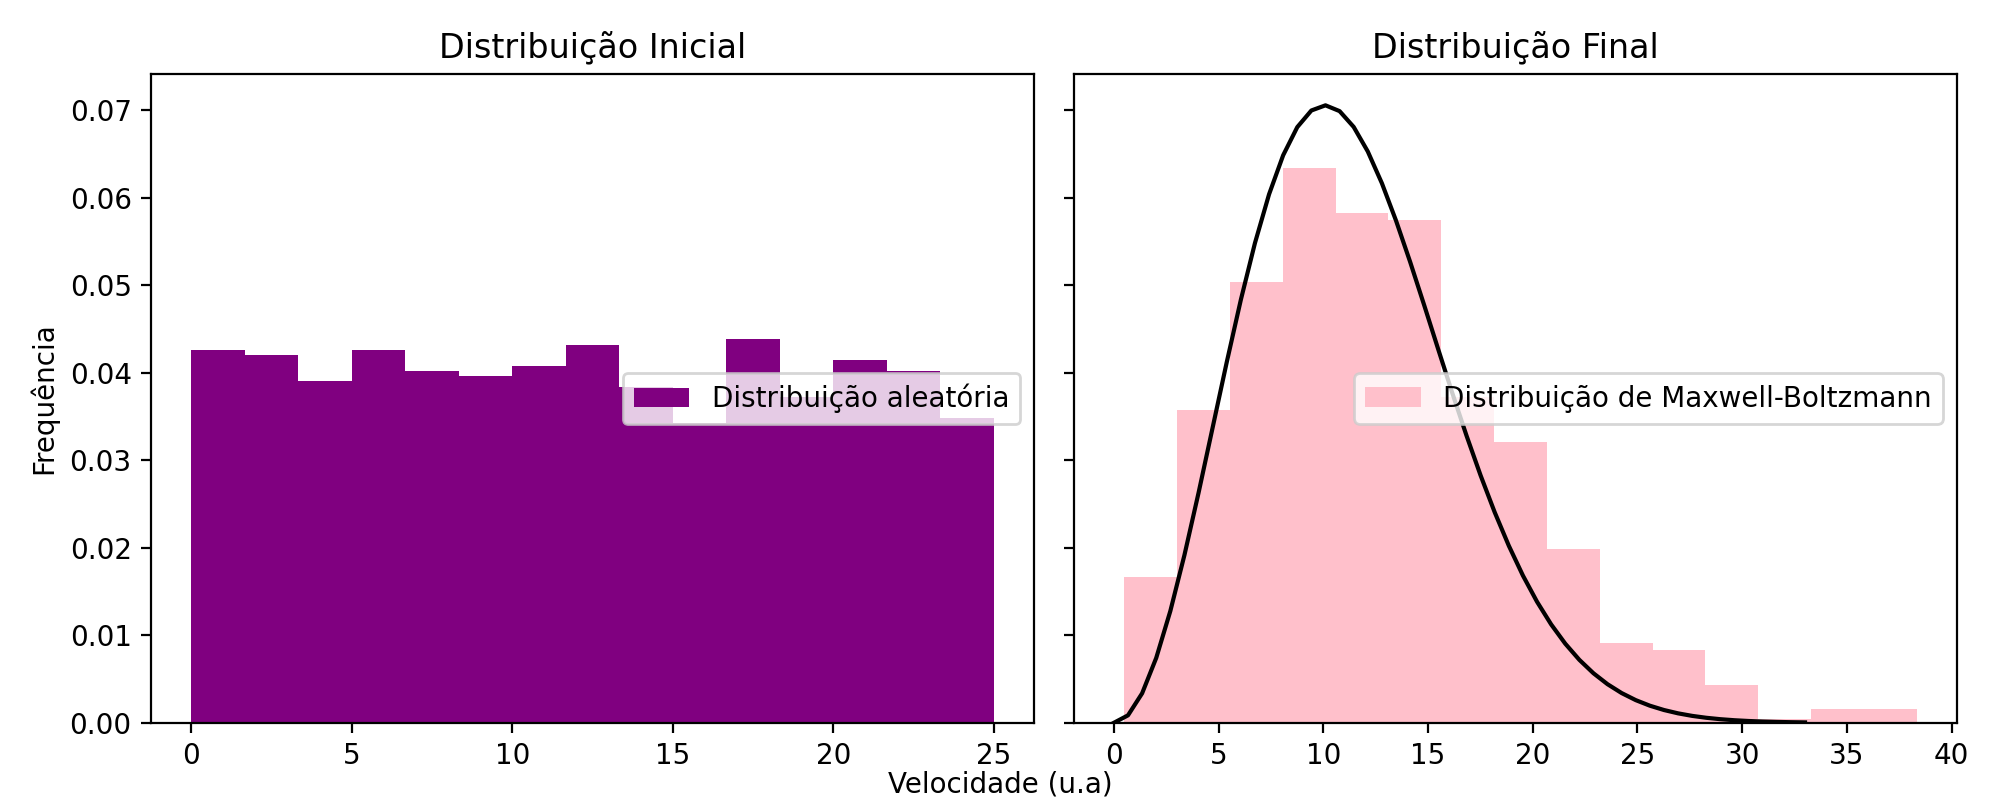 Distribuição Inicial
Distribuição Final
Frequência
0.07
0.06
0.05
0.04
0.03
0.02
0.01
0.00
Distribuição aleatória
Distribuição de Maxwell-Boltzmann
0 5 10 15 20 25
0 5 10 15 20 25 30 35 40
Velocidade (u.a)